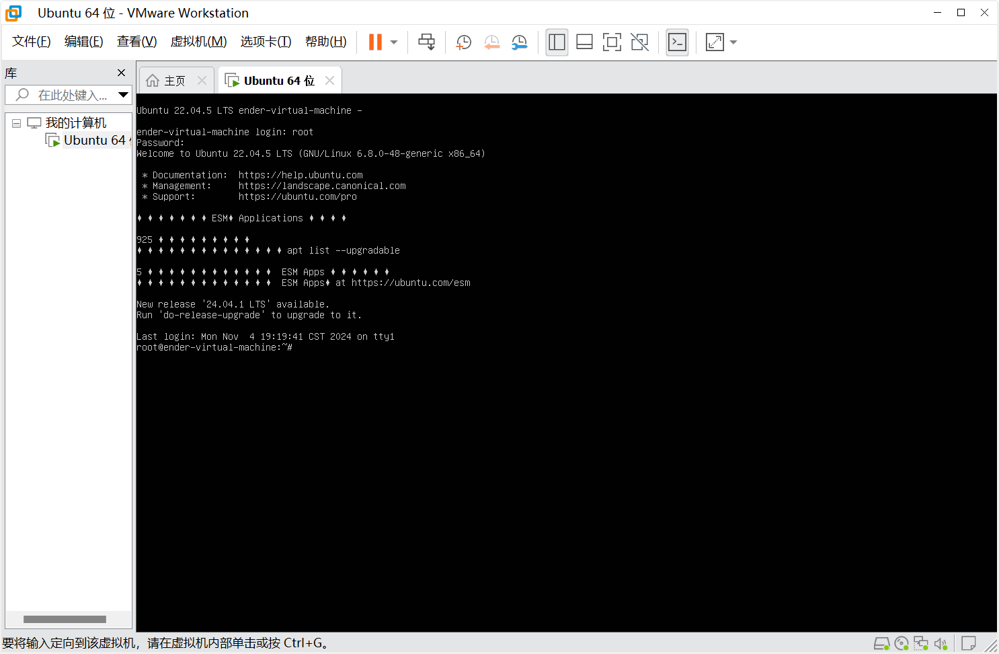 Ubuntu 64 位 - VMware Workstation
文件(F) 编辑(E) 查看(V) 虚拟机(M) 选项卡(T) 帮助(H)
库
在此处键入...
我的计算机
Ubuntu 64
主页
Ubuntu 64 位
Ubuntu 22.04.5 LTS ender-virtual-machine -
ender-virtual-machine login: root
Password:
Welcome to Ubuntu 22.04.5 LTS (GNU/Linux 6.8.0-48-generic x86_64)
* Documentation:  https://help.ubuntu.com
* Management:     https://landscape.canonical.com
* Support:        https://ubuntu.com/pro
♦ ♦ ♦ ♦ ♦ ♦ ♦ ESM♦ Applications ♦ ♦ ♦ ♦
925 ♦ ♦ ♦ ♦ ♦ ♦ ♦ ♦ ♦
♦ ♦ ♦ ♦ ♦ ♦ ♦ ♦ ♦ ♦ ♦ ♦ ♦ ♦ apt list --upgradable
5 ♦ ♦ ♦ ♦ ♦ ♦ ♦ ♦ ♦ ♦ ♦ ♦  ESM Apps ♦ ♦ ♦ ♦ ♦ ♦
♦ ♦ ♦ ♦ ♦ ♦ ♦ ♦ ♦ ♦ ♦ ♦ ♦  ESM Apps♦ at https://ubuntu.com/esm
New release '24.04.1 LTS' available.
Run 'do-release-upgrade' to upgrade to it.
Last login: Mon Nov  4 19:19:41 CST 2024 on tty1
root@ender-virtual-machine:~#
要将输入定向到该虚拟机，请在虚拟机内部单击或按 Ctrl+G。